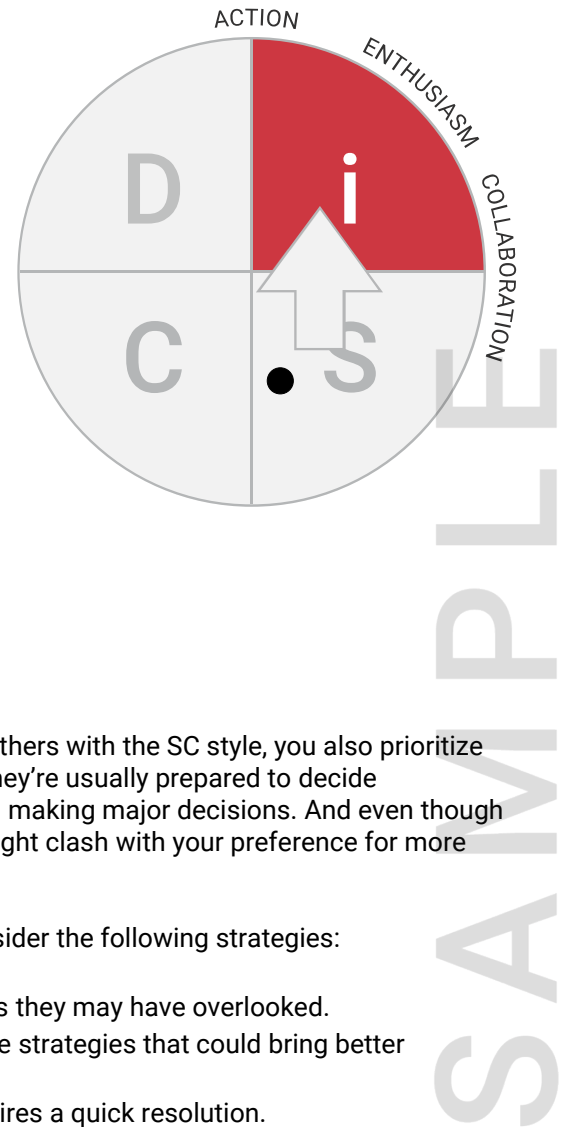 ACTION
ENTHUSIASM
COLLABORATION
D
i
C
S
thers with the SC style, you also prioritize
hey’re usually prepared to decide
making major decisions. And even though
ght clash with your preference for more
sider the following strategies:
s they may have overlooked.
e strategies that could bring better
ires a quick resolution.
SAMPLE